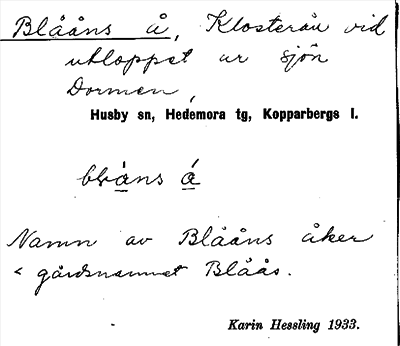 Blååns å, Klosterån vid
utloppet ur sjön
Dormen,
Husby sn, Hedemora tg, Kopparbergs l.
blåns å
Namn av Blååns åker
< gårdsnamnet Blåås.
Karin Hessling 1933.